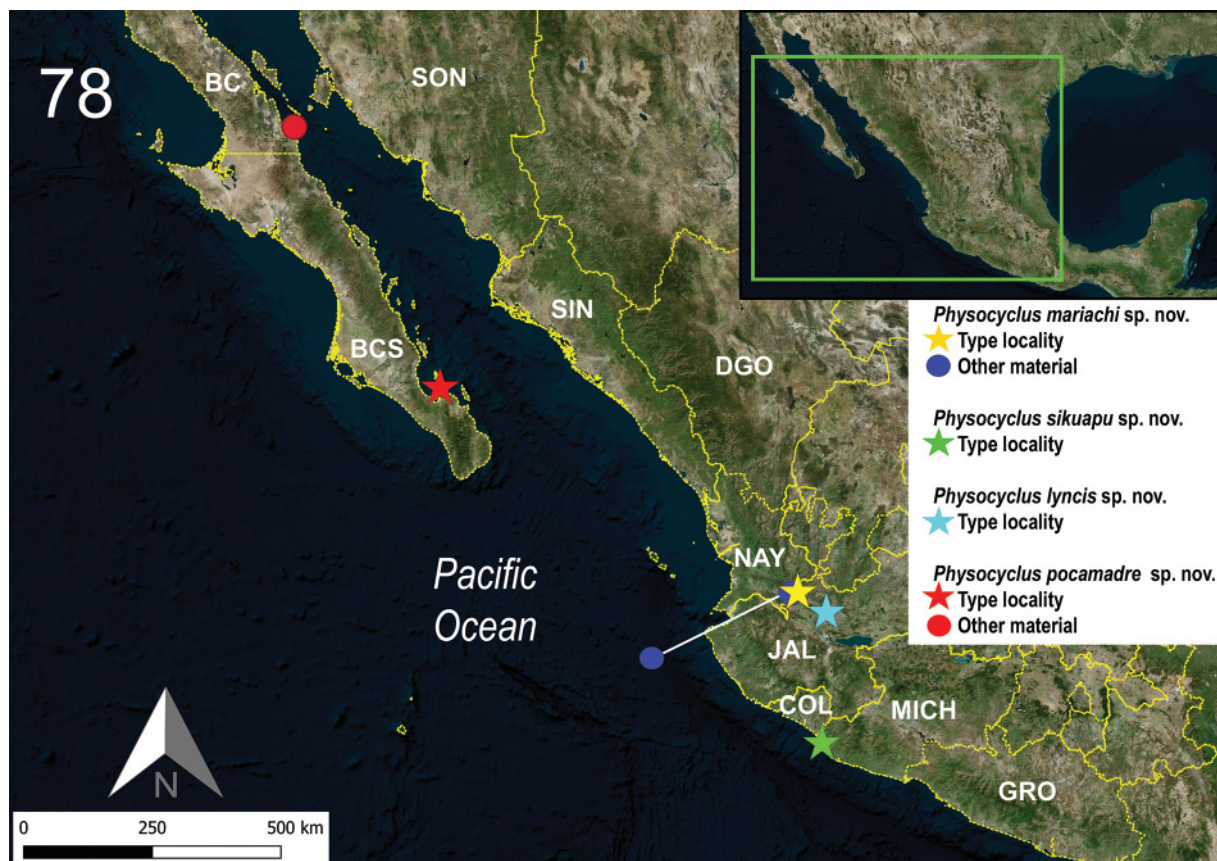 78
BC
SON
SIN
BCS
DGO
Physocyclus mariachi sp. nov.
Type locality
Other material
Physocyclus sikuapu sp. nov.
Type locality
Physocyclus lyncis sp. nov.
Type locality
Physocyclus pocamadre sp. nov.
Type locality
Other material
NAY
Pacific
Ocean
JAL
COL
MICH
GRO
N
0 250 500 km